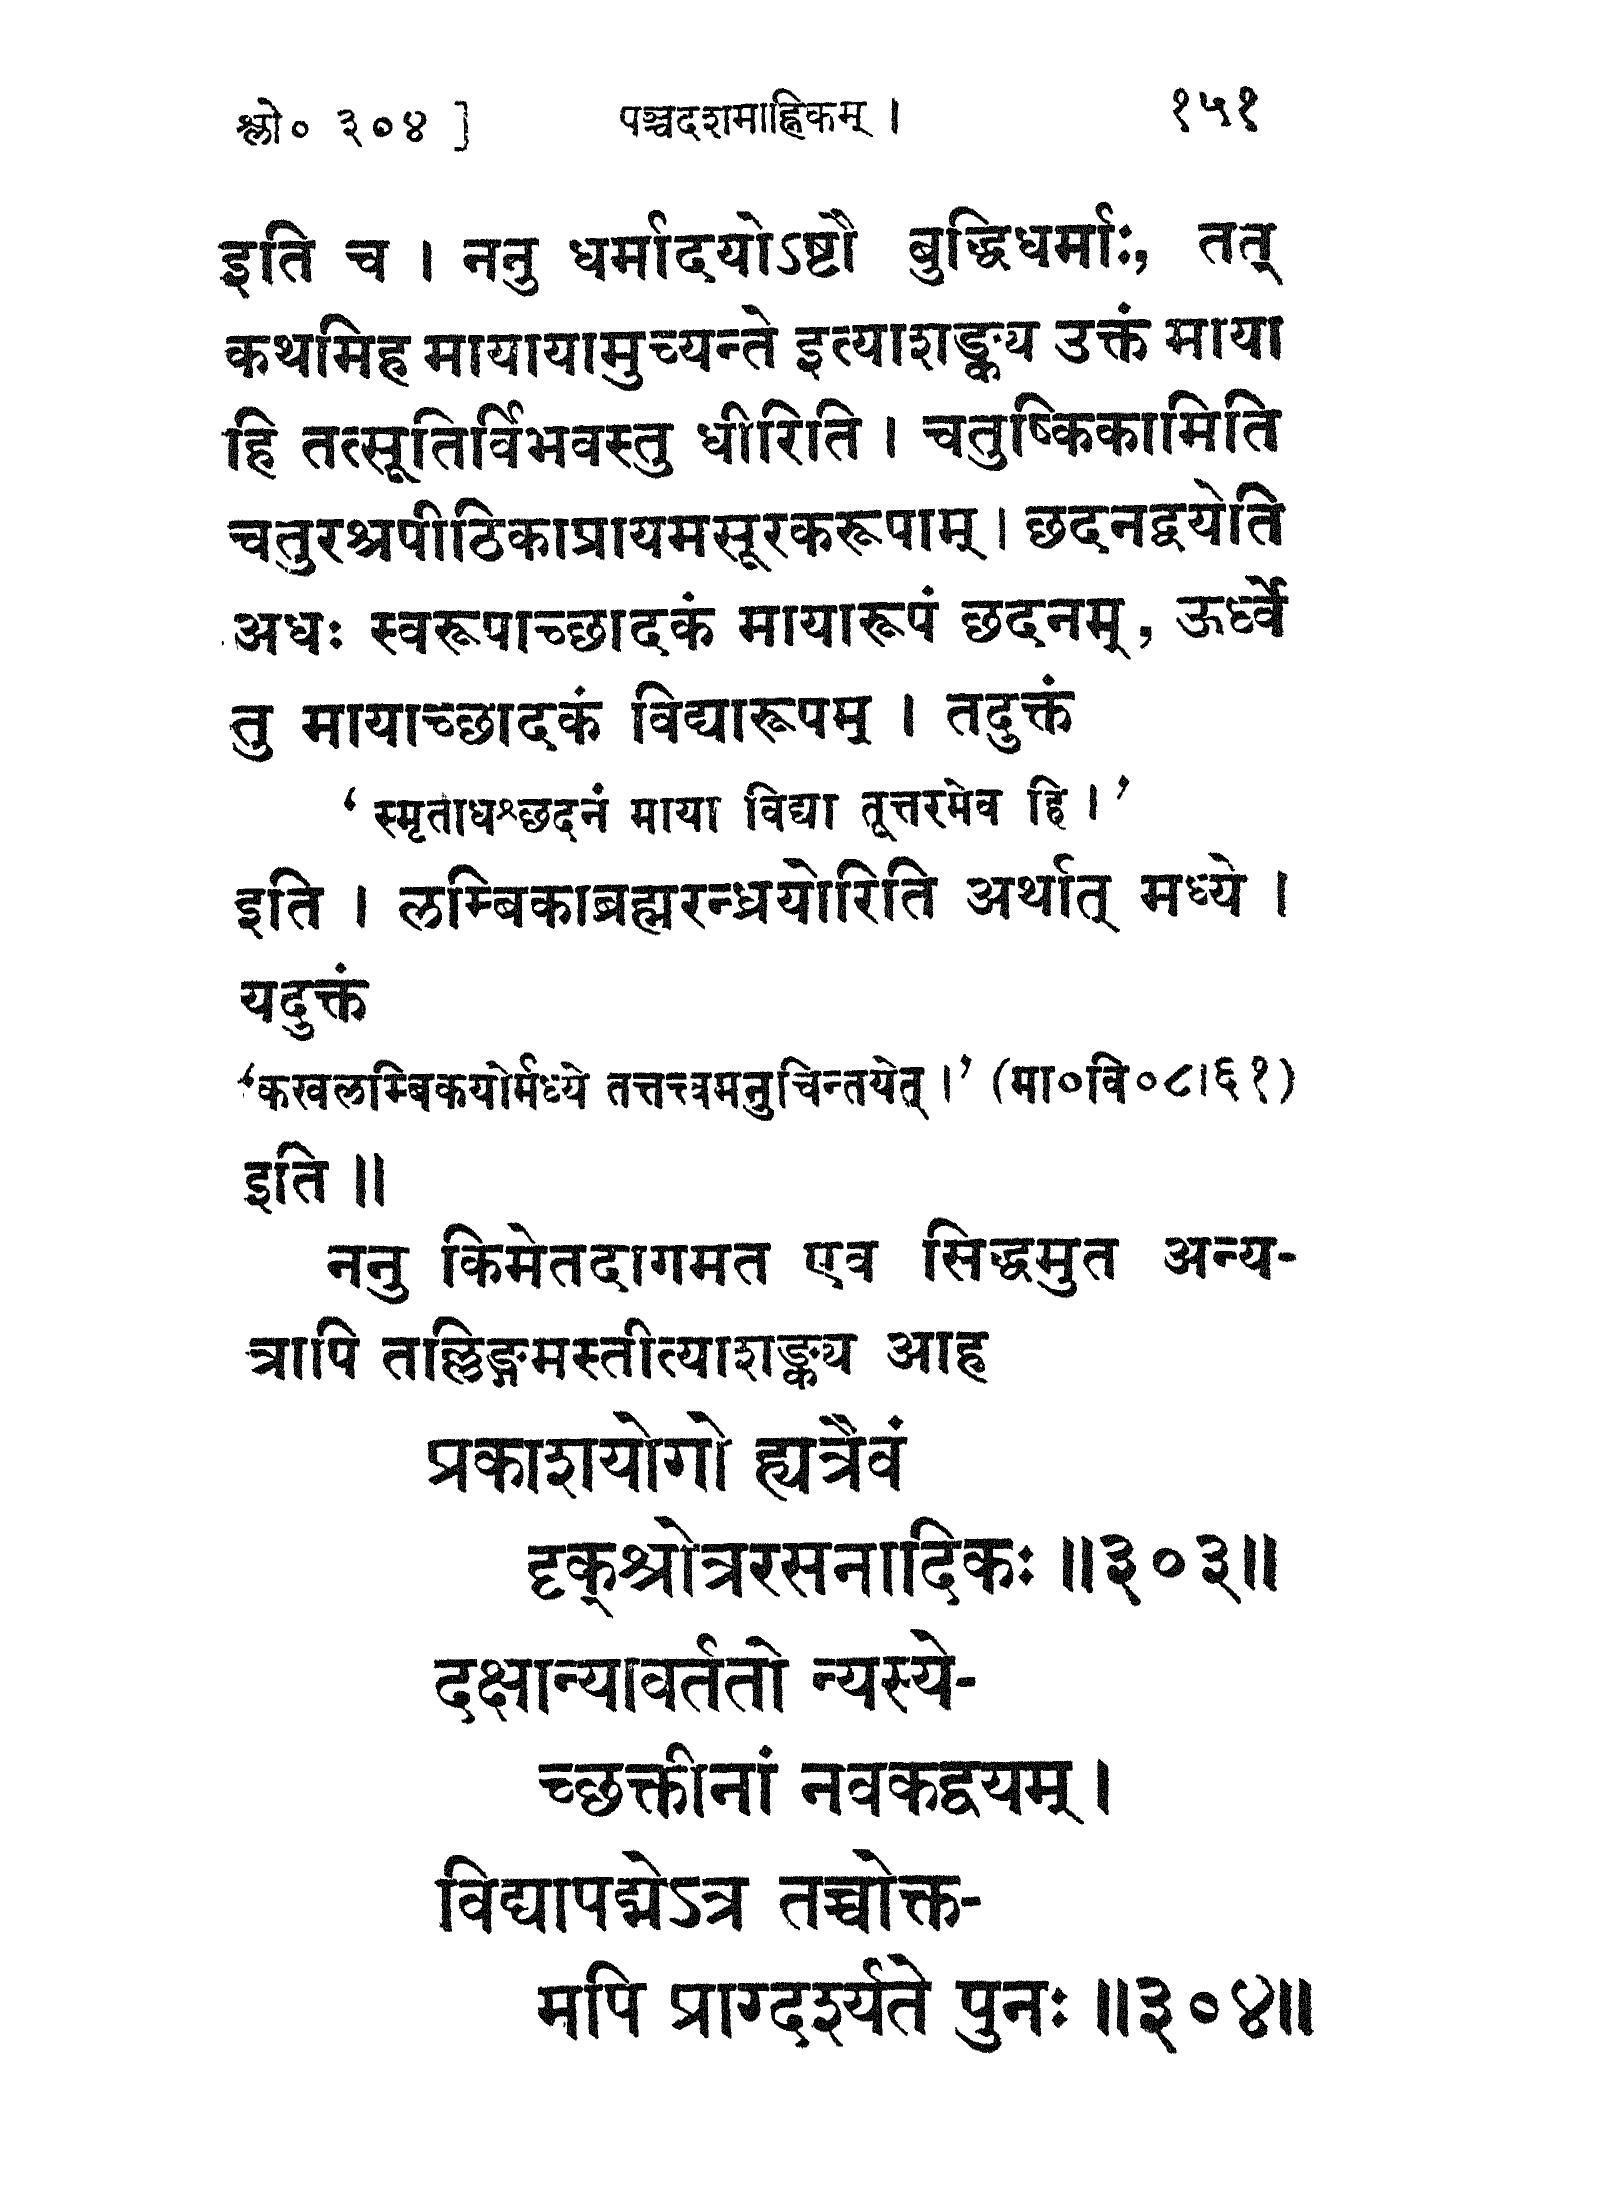 श्लो० ३०४ ] पञ्चदशमाह्निकम् । १५१
इति च । ननु धर्मादयोऽष्टौ बुद्धिधर्माः, तत्
कथमिह मायायामुच्यन्ते इत्याशङ्क्य उक्तं माया
हि तत्सूतिर्विभवस्तु धीरिति । चतुष्किकामिति
चतुरश्रपीठिकाप्रायमसूरकरूपाम् । छदनद्वयेति
अधः स्वरूपाच्छादकं मायारूपं छदनम्, ऊर्ध्वे
तु मायाच्छादकं विद्यारूपम् । तदुक्तं
‘ स्मृताधश्छदनं माया विद्या तूत्तरमेव हि । ’
इति । लम्बिकाब्रह्मरन्ध्रयोरिति अर्थात् मध्ये ।
यदुक्तं
‘कखलम्बिकयोर्मध्ये तत्तत्त्वमनुचिन्तयेत् ।’ (मा०वि०८।६१)
इति ॥
ननु किमेतदागमत एव सिद्धमुत अन्य-
त्रापि तल्लिङ्गमस्तीत्याशङ्क्य आह
प्रकाशयोगो ह्यत्रैवं
दृक्श्रोत्ररसनादिकः ॥३०३॥
दक्षान्यावर्ततो न्यस्ये-
च्छक्तीनां नवकद्वयम् ।
विद्यापद्मेऽत्र तच्चोक्त-
मपि प्राग्दर्श्यते पुनः ॥३०४॥